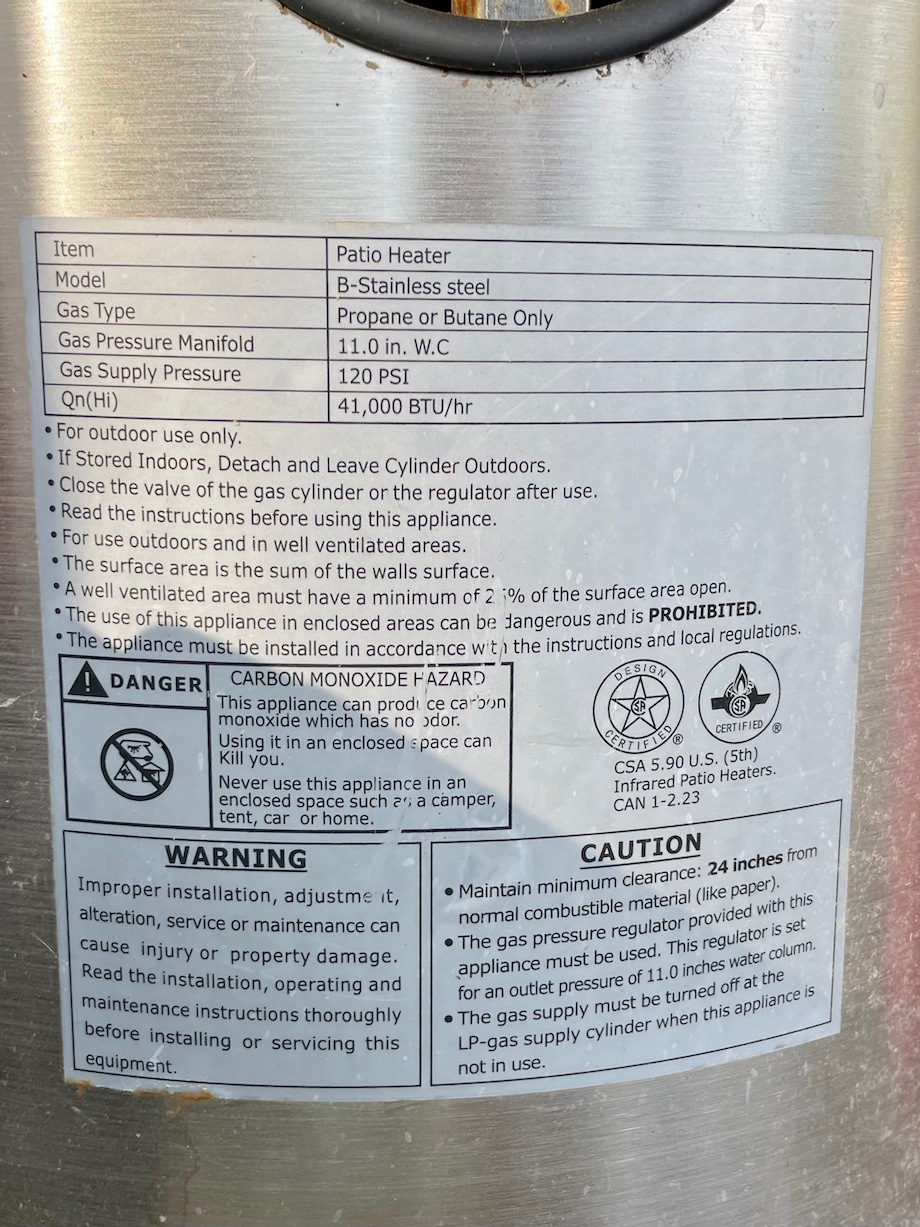 Item Patio Heater
Model B-Stainless steel
Gas Type Propane or Butane Only
Gas Pressure Manifold 11.0 in. W.C
Gas Supply Pressure 120 PSI
Qn(Hi) 41,000 BTU/hr
• For outdoor use only.
• If Stored Indoors, Detach and Leave Cylinder Outdoors.
• Close the valve of the gas cylinder or the regulator after use.
• Read the instructions before using this appliance.
• For use outdoors and in well ventilated areas.
• The surface area is the sum of the walls surface.
• A well ventilated area must have a minimum of 2 % of the surface area open.
• The use of this appliance in enclosed areas can be dangerous and is PROHIBITED.
• The appliance must be installed in accordance with the instructions and local regulations.
DANGER
CARBON MONOXIDE HAZARD
This appliance can produce carbon
monoxide which has no odor.
Using it in an enclosed space can
Kill you.
Never use this appliance in an
enclosed space such as a camper,
tent, car or home.
DESIGN
SA
CERTIFIED ®
SA
CERTIFIED ®
CSA 5.90 U.S. (5th)
Infrared Patio Heaters.
CAN 1-2.23
WARNING
Improper installation, adjustment,
alteration, service or maintenance can
cause injury or property damage.
Read the installation, operating and
maintenance instructions thoroughly
before installing or servicing this
equipment.
CAUTION
• Maintain minimum clearance: 24 inches from
normal combustible material (like paper).
• The gas pressure regulator provided with this
appliance must be used. This regulator is set
for an outlet pressure of 11.0 inches water column.
• The gas supply must be turned off at the
LP-gas supply cylinder when this appliance is
not in use.